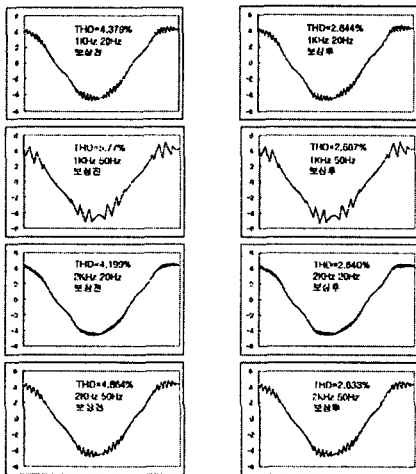 THD=4.379%
1KHz 20Hz
보상전
THD=2.644%
1KHz 20Hz
보상후
THD=5.77%
1KHz 50Hz
보상전
THD=2.687%
1KHz 50Hz
보상후
THD=4.199%
2KHz 20Hz
보상전
THD=2.640%
2KHz 20Hz
보상후
THD=4.864%
2KHz 50Hz
보상전
THD=2.633%
2KHz 50Hz
보상후